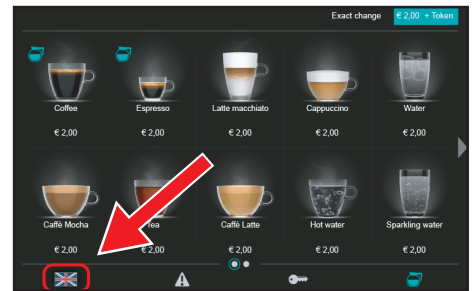 Exact change € 2,00 + Token
Coffee Espresso Latte macchiato Cappuccino Water
€ 2,00 € 2,00 € 2,00 € 2,00 € 2,00
Caffè Mocha Tea Caffè Latte Hot water Sparkling water
€ 2,00 € 2,00 € 2,00 € 2,00